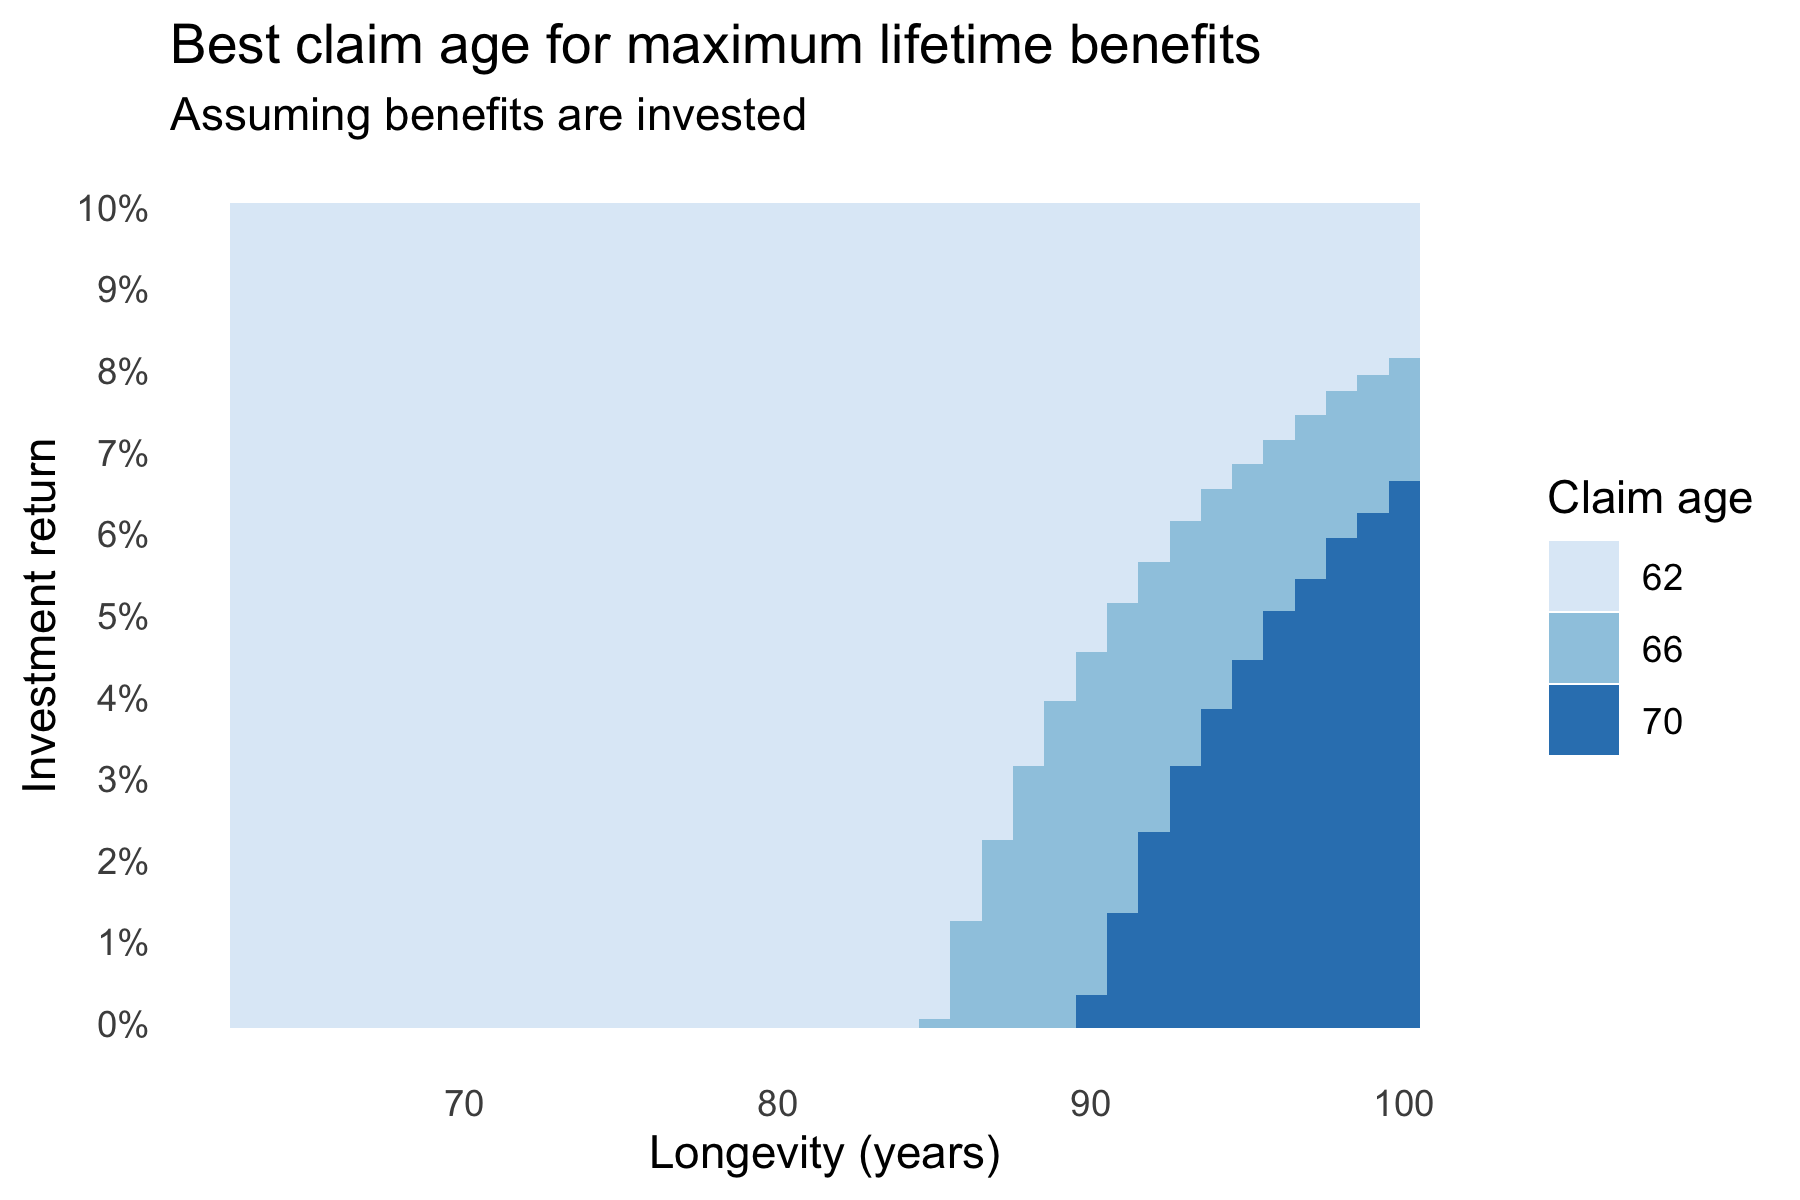 Best claim age for maximum lifetime benefits
Assuming benefits are invested
10%
9%
8%
7%
6%
5%
4%
3%
2%
1%
0%
Investment return
70 80 90 100
Longevity (years)
Claim age
62
66
70